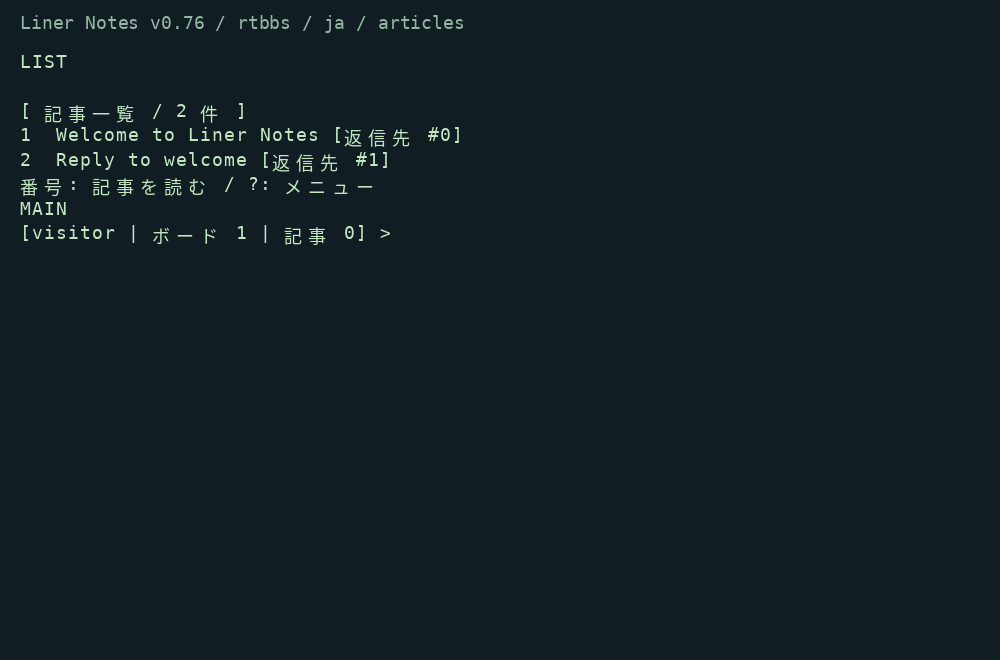 Liner Notes v0.76 / rtbbs / ja / articles
LIST
[ 記事一覧 / 2 件 ]
1  Welcome to Liner Notes [返信先 #0]
2  Reply to welcome [返信先 #1]
番号: 記事を読む / ?: メニュー
MAIN
[visitor | ボード 1 | 記事 0] >